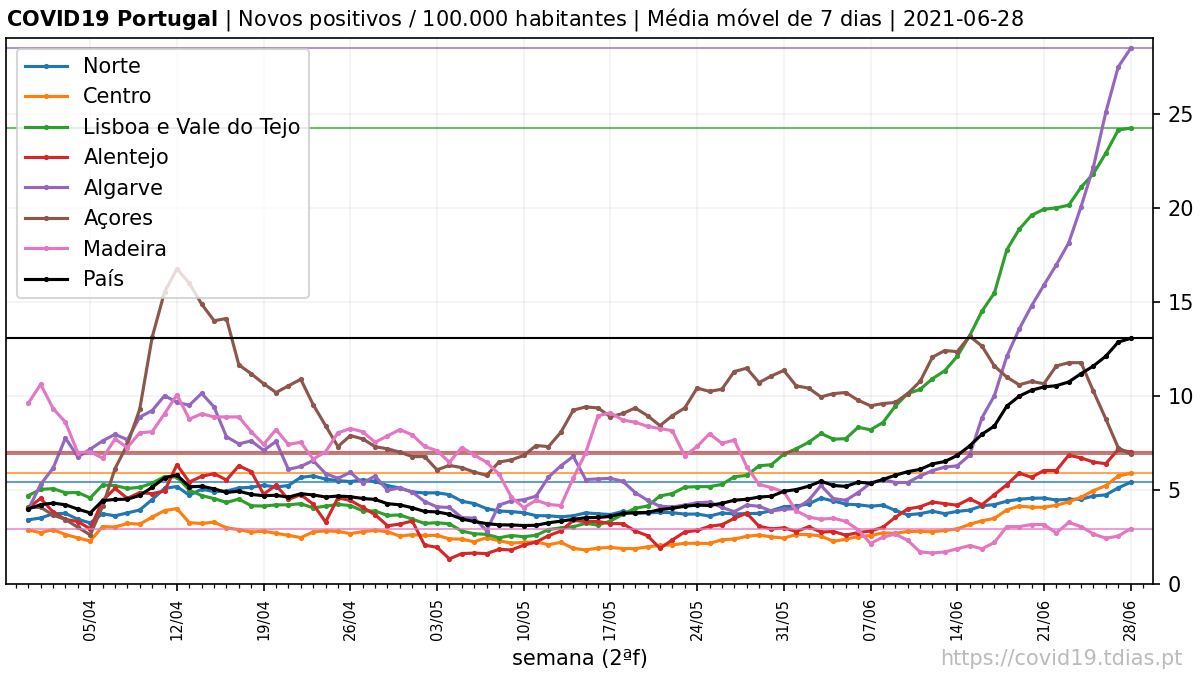 COVID19 Portugal | Novos positivos / 100.000 habitantes | Média móvel de 7 dias | 2021-06-28
Norte
Centro
Lisboa e Vale do Tejo
Alentejo
Algarve
Açores
Madeira
País
25
20
15
10
5
0
05/04 12/04 19/04 26/04 03/05 10/05 17/05 24/05 31/05 07/06 14/06 21/06 28/06
semana (2ªf)
https://covid19.tdias.pt